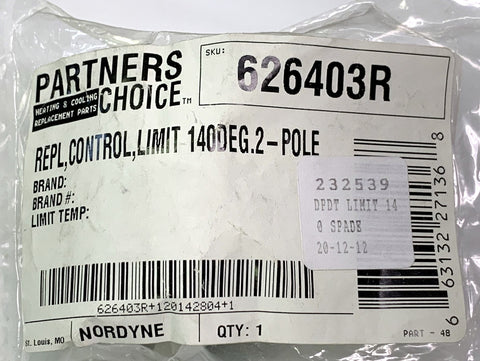 PARTNERS
HEATING & COOLING
REPLACEMENT PARTS
CHOICE™
SKU:
626403R
REPL,CONTROL,LIMIT 140DEG.2-POLE
BRAND:
BRAND #:
LIMIT TEMP:
232539
DPDT LIMIT 14
0 SPADE
20-12-12
6 63132 27136 8
626403R+120142804+1
St. Louis, MO
NORDYNE
QTY: 1
PART - 48